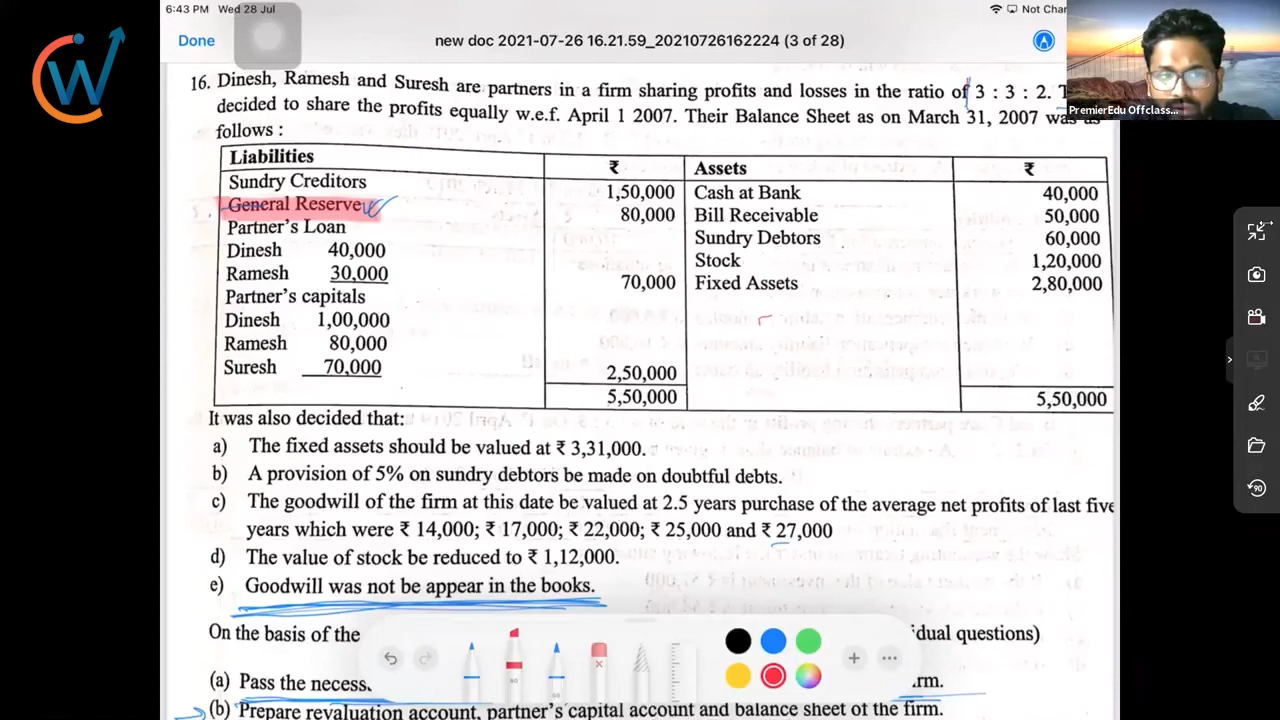 6:43 PM Wed 28 Jul
Not Char
Done
new doc 2021-07-26 16.21.59_20210726162224 (3 of 28)
W
PremierEdu Offclass...
16. Dinesh, Ramesh and Suresh are partners in a firm sharing profits and losses in the ratio of 3 : 3 : 2. T
decided to share the profits equally w.e.f. April 1 2007. Their Balance Sheet as on March 31, 2007 was as
follows :
Liabilities ₹ Assets ₹
Sundry Creditors 1,50,000 Cash at Bank 40,000
General Reserve 80,000 Bill Receivable 50,000
Partner's Loan Sundry Debtors 60,000
Dinesh 40,000 Stock 1,20,000
Ramesh 30,000 70,000 Fixed Assets 2,80,000
Partner's capitals
Dinesh 1,00,000
Ramesh 80,000
Suresh 70,000 2,50,000
5,50,000 5,50,000
It was also decided that:
a) The fixed assets should be valued at ₹ 3,31,000.
b) A provision of 5% on sundry debtors be made on doubtful debts.
c) The goodwill of the firm at this date be valued at 2.5 years purchase of the average net profits of last five
years which were ₹ 14,000; ₹ 17,000; ₹ 22,000; ₹ 25,000 and ₹ 27,000
d) The value of stock be reduced to ₹ 1,12,000.
e) Goodwill was not be appear in the books.
On the basis of the dual questions)
(a) Pass the necess rm.
(b) Prepare revaluation account, partner's capital account and balance sheet of the firm.